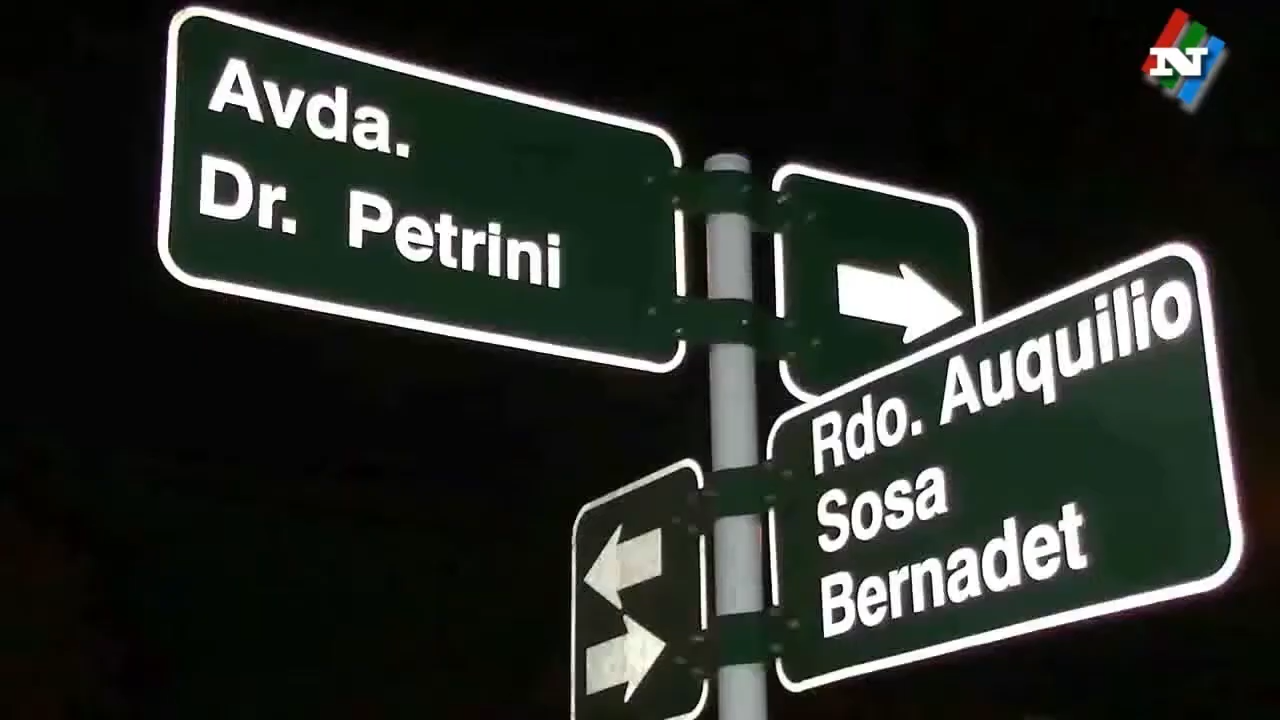 Avda.
Dr. Petrini
Rdo. Auquilio
Sosa
Bernadet
N